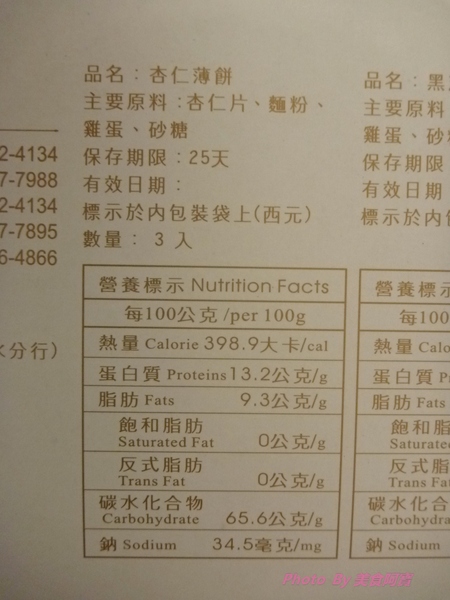 2-4134
7-7988
2-4134
7-7895
6-4866
水分行)
品名：杏仁薄餅
主要原料：杏仁片、麵粉、
雞蛋、砂糖
保存期限：25天
有效日期：
標示於內包裝袋上(西元)
數量： 3 入
營養標示 Nutrition Facts
每100公克 /per 100g
熱量 Calorie 398.9大卡/cal
蛋白質 Proteins 13.2公克/g
脂肪 Fats 9.3公克/g
飽和脂肪
Saturated Fat 0公克/g
反式脂肪
Trans Fat 0公克/g
碳水化合物
Carbohydrate 65.6公克/g
鈉 Sodium 34.5毫克/mg
品名：黑
主要原料
雞蛋、砂
保存期限
有效日期
標示於內
營養標示
每100
熱量 Calo
蛋白質 P
脂肪 Fats
飽和脂
Saturate
反式脂
Trans F
碳水化合
Carbohydra
鈉 Sodium
Photo By